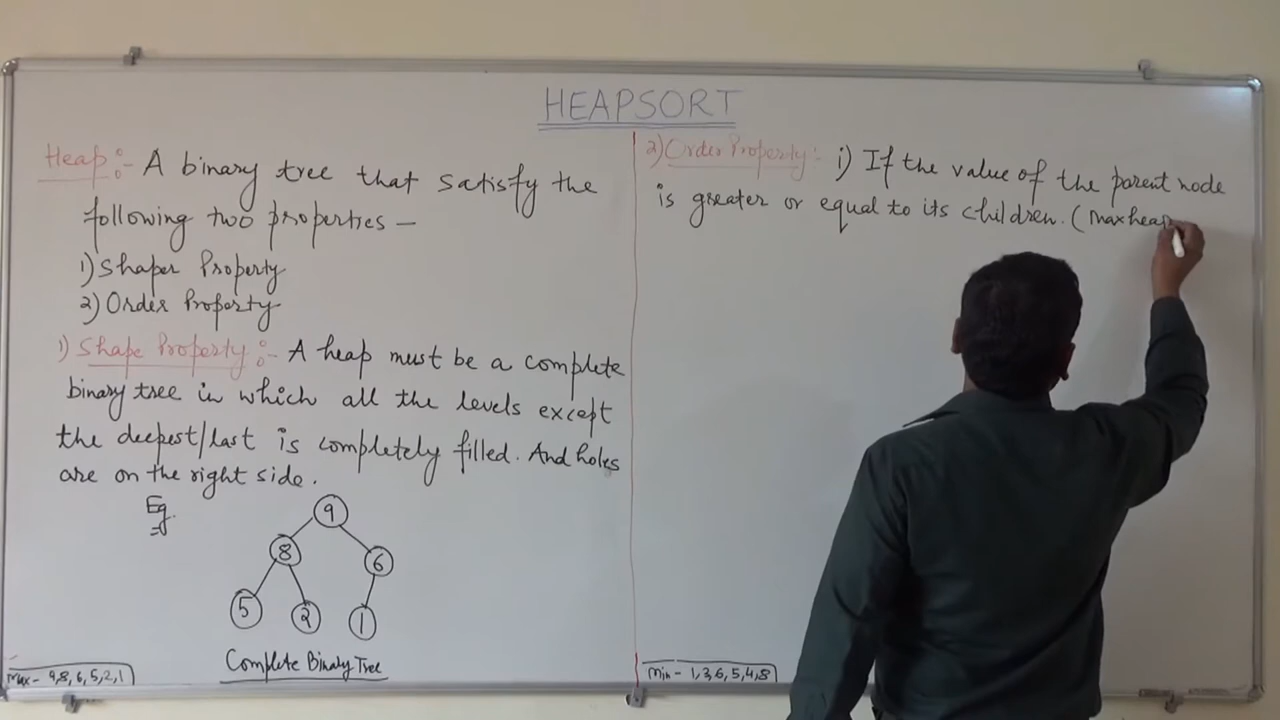 HEAPSORT
Heap:- A binary tree that satisfy the
following two properties –
1) Shaper Property
2) Order Property
1) Shape Property:- A heap must be a complete
binary tree in which all the levels except
the deepest/last is completely filled. And holes
are on the right side.
Eg.
9
8 6
5 2 1
Complete Binary Tree
Max- 9,8,6,5,2,1
2) Order Property:- i) If the value of the parent node
is greater or equal to its children. (Maxheap
Min - 1,3,6,5,4,8